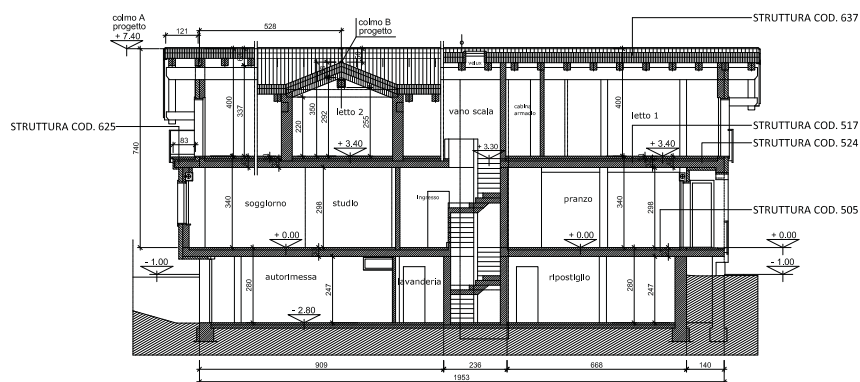 colmo A
progetto
+ 7.40
121
528
colmo B
progetto
STRUTTURA COD. 637
velux
400
337
letto 2
350
292
220
255
vano scala
cabina
armadio
400
letto 1
STRUTTURA COD. 625
83
740
+ 3.40
+ 3.30
+ 3.40
STRUTTURA COD. 517
STRUTTURA COD. 524
340
soggiorno
studio
298
ingresso
pranzo
340
298
STRUTTURA COD. 505
+ 0.00
+ 0.00
+ 0.00
- 1.00
- 1.00
280
autorimessa
247
lavanderia
ripostiglio
280
247
- 2.80
909
236
668
140
1953